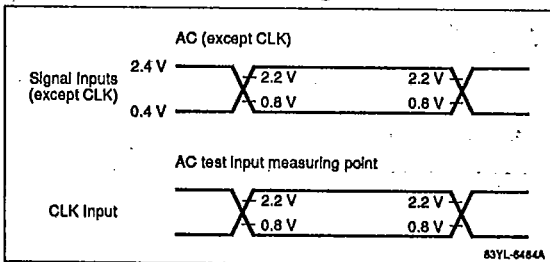 AC (except CLK)
2.4 V
Signal Inputs
(except CLK)
0.4 V
2.2 V
0.8 V
2.2 V
0.8 V
AC test input measuring point
CLK Input
2.2 V
0.8 V
2.2 V
0.8 V
83YL-6484A